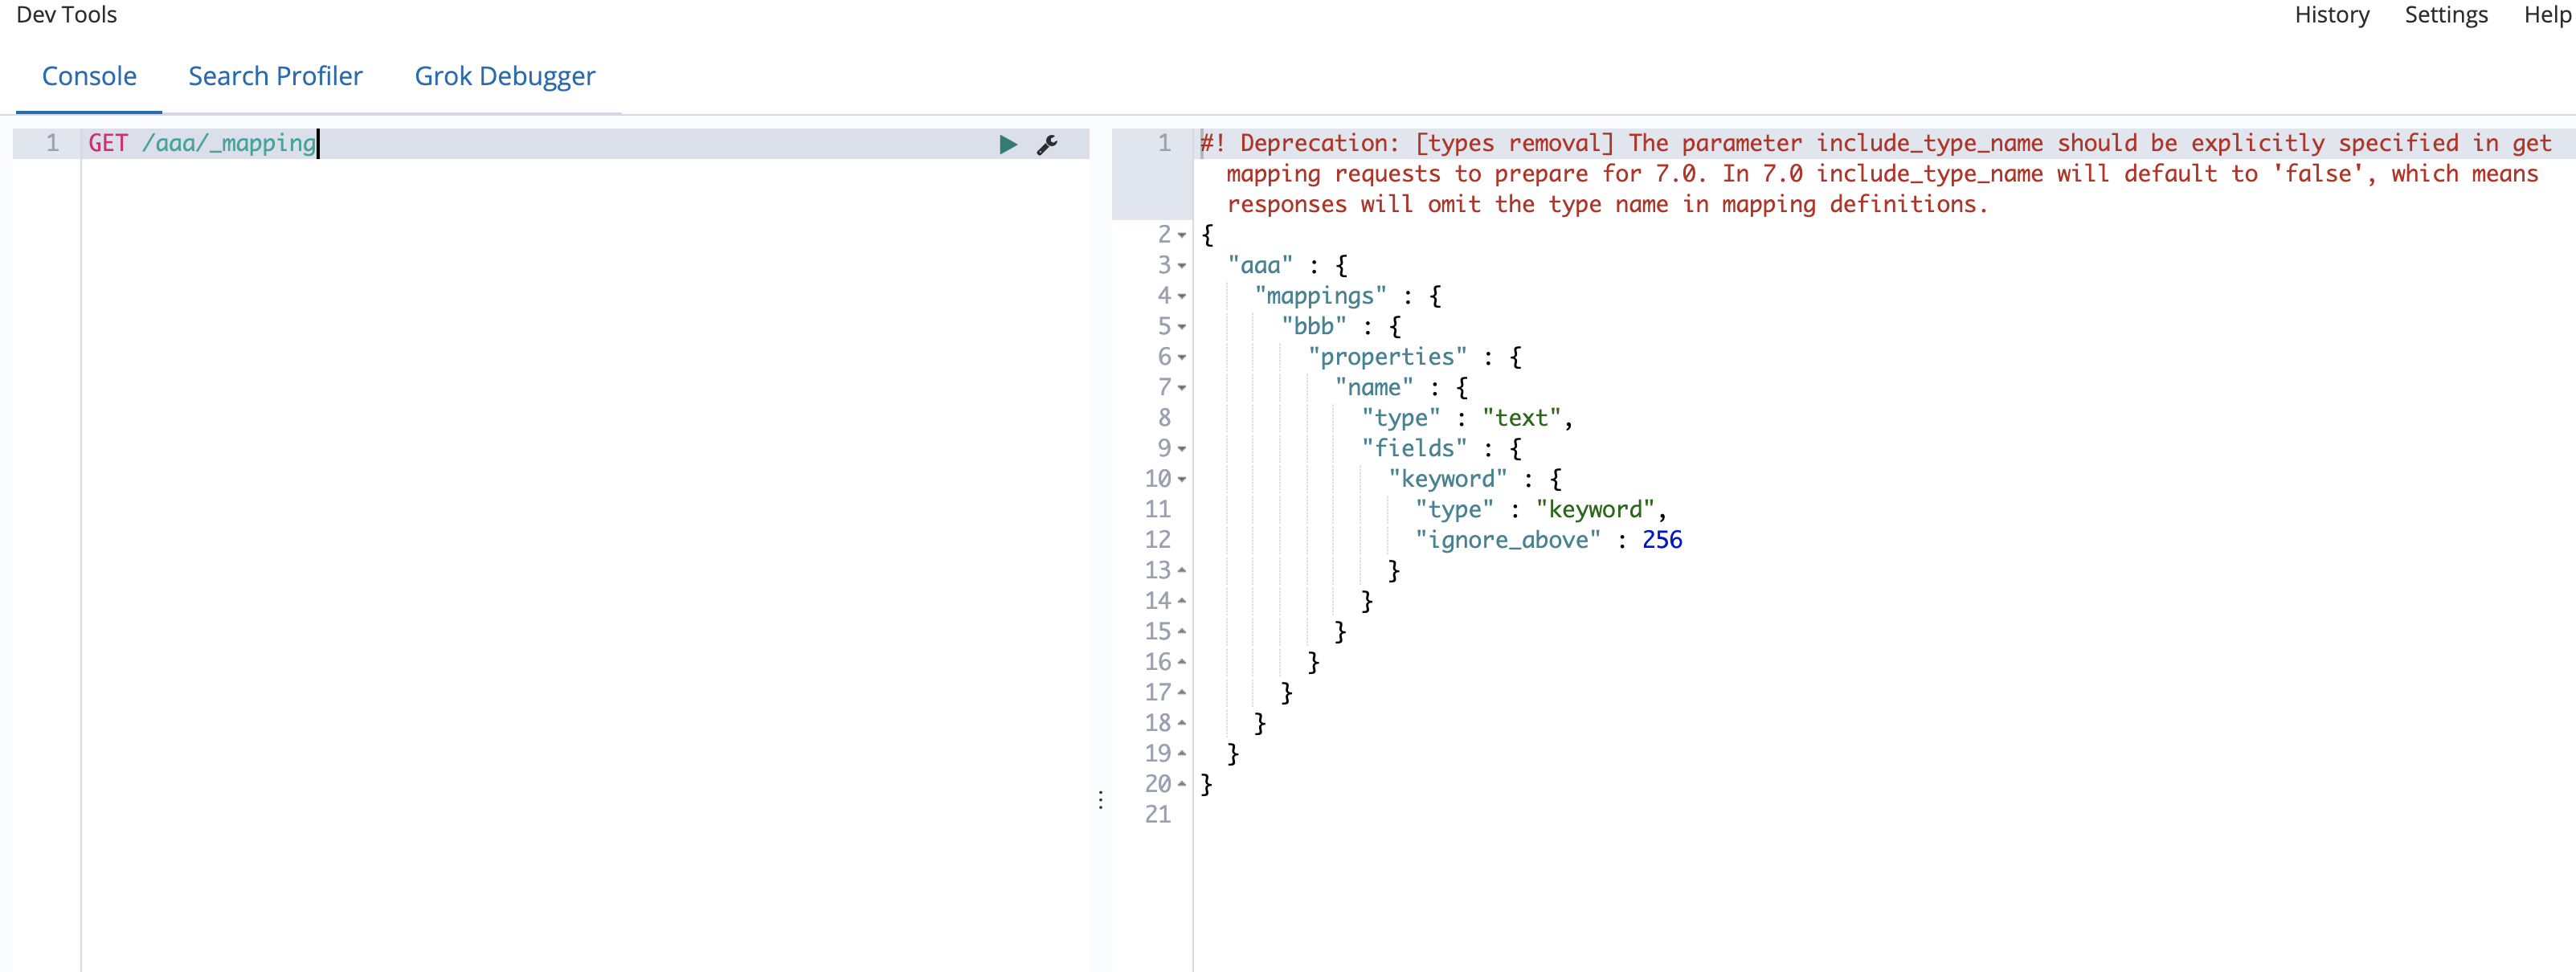 Dev Tools
History Settings Help
Console Search Profiler Grok Debugger
1 GET /aaa/_mapping
1 #! Deprecation: [types removal] The parameter include_type_name should be explicitly specified in get
mapping requests to prepare for 7.0. In 7.0 include_type_name will default to 'false', which means
responses will omit the type name in mapping definitions.
2 {
3 "aaa" : {
4 "mappings" : {
5 "bbb" : {
6 "properties" : {
7 "name" : {
8 "type" : "text",
9 "fields" : {
10 "keyword" : {
11 "type" : "keyword",
12 "ignore_above" : 256
13 }
14 }
15 }
16 }
17 }
18 }
19 }
20 }
21